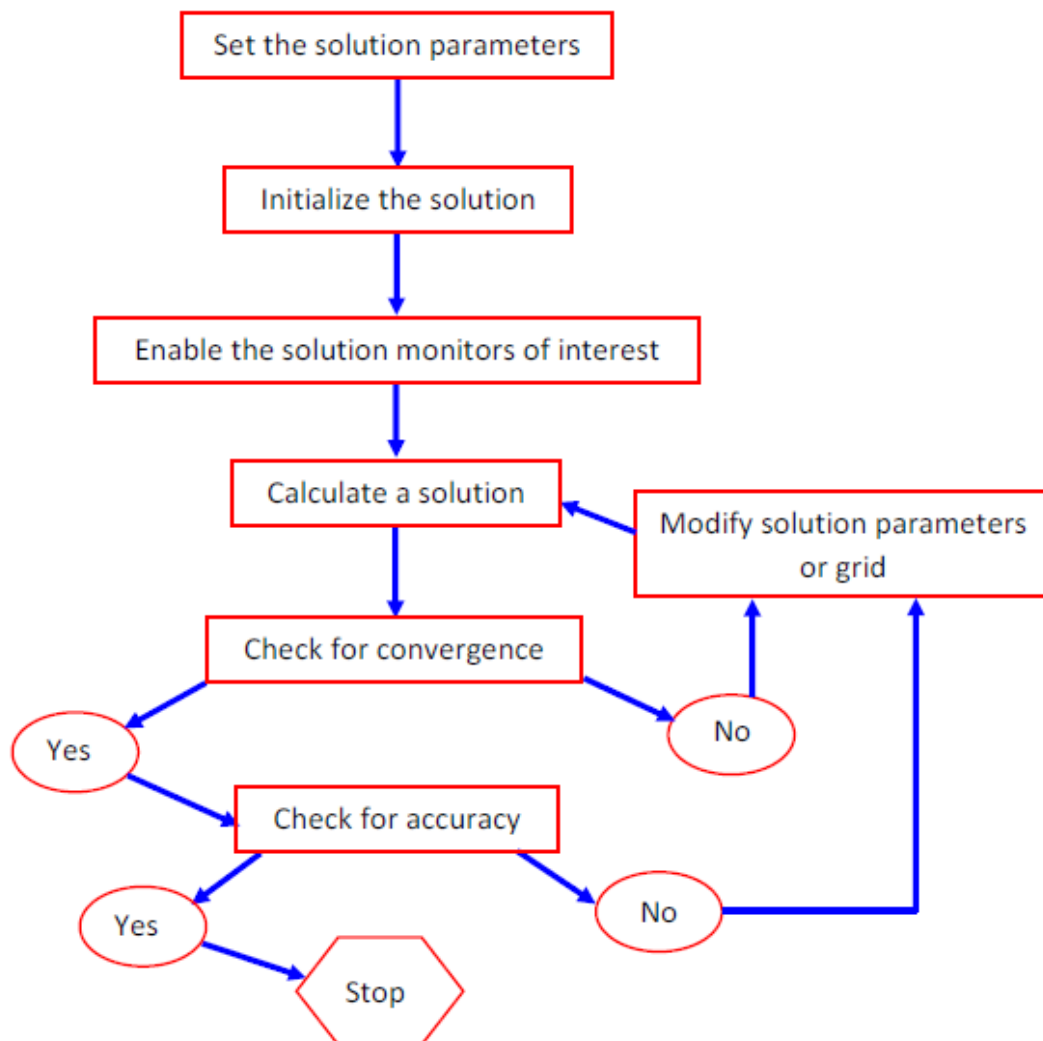 Set the solution parameters
Initialize the solution
Enable the solution monitors of interest
Calculate a solution
Modify solution parameters
or grid
Check for convergence
Yes
No
Check for accuracy
Yes
No
Stop